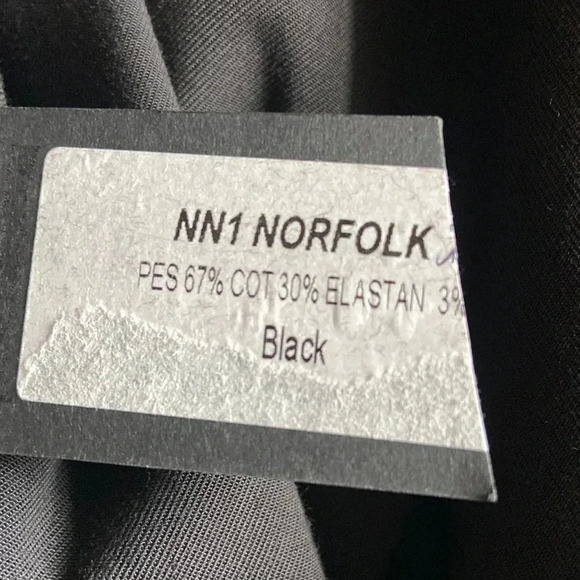 NN1 NORFOLK
PES 67% COT 30% ELASTAN 3%
Black